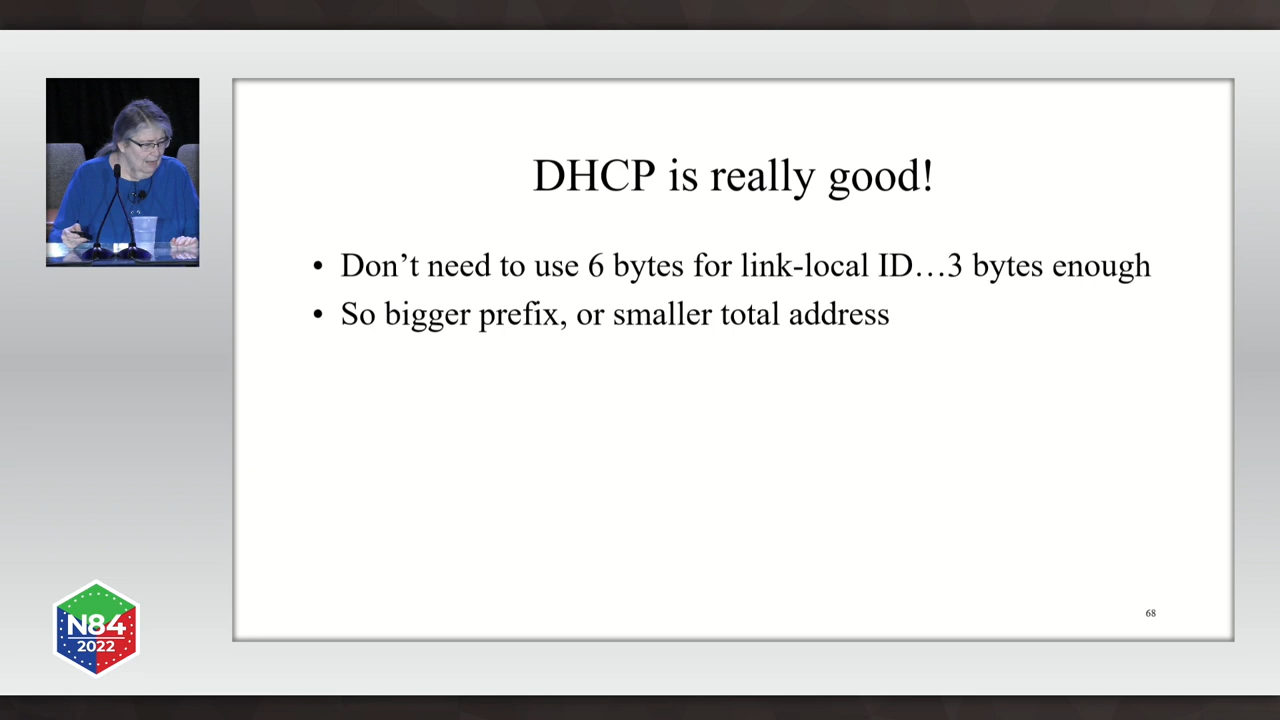 DHCP is really good!
• Don’t need to use 6 bytes for link-local ID…3 bytes enough
• So bigger prefix, or smaller total address
68
N84
2022